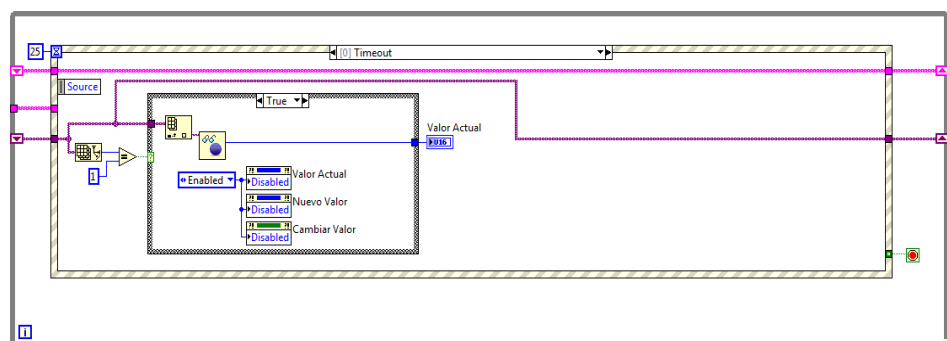 25
[0] Timeout
Source
True
Valor Actual
U16
1
=
?
Enabled
Disabled
Valor Actual
Disabled
Nuevo Valor
Disabled
Cambiar Valor
i